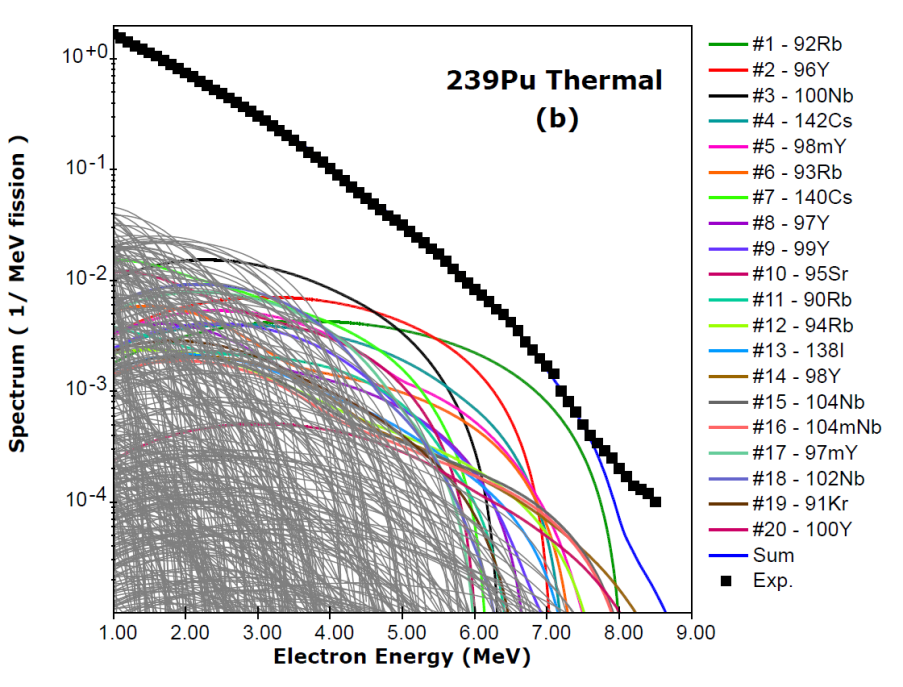 239Pu Thermal
(b)
Spectrum ( 1/ MeV fission )
10+0
10-1
10-2
10-3
10-4
1.00 2.00 3.00 4.00 5.00 6.00 7.00 8.00 9.00
Electron Energy (MeV)
#1 - 92Rb
#2 - 96Y
#3 - 100Nb
#4 - 142Cs
#5 - 98mY
#6 - 93Rb
#7 - 140Cs
#8 - 97Y
#9 - 99Y
#10 - 95Sr
#11 - 90Rb
#12 - 94Rb
#13 - 138I
#14 - 98Y
#15 - 104Nb
#16 - 104mNb
#17 - 97mY
#18 - 102Nb
#19 - 91Kr
#20 - 100Y
Sum
Exp.